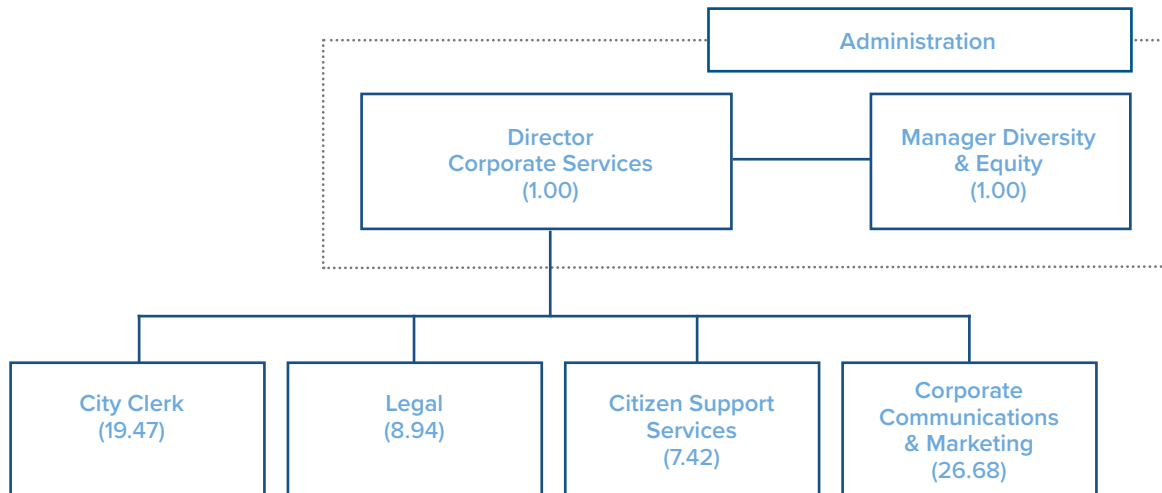 Administration
Director
Corporate Services
(1.00)
Manager Diversity
& Equity
(1.00)
City Clerk
(19.47)
Legal
(8.94)
Citizen Support
Services
(7.42)
Corporate
Communications
& Marketing
(26.68)